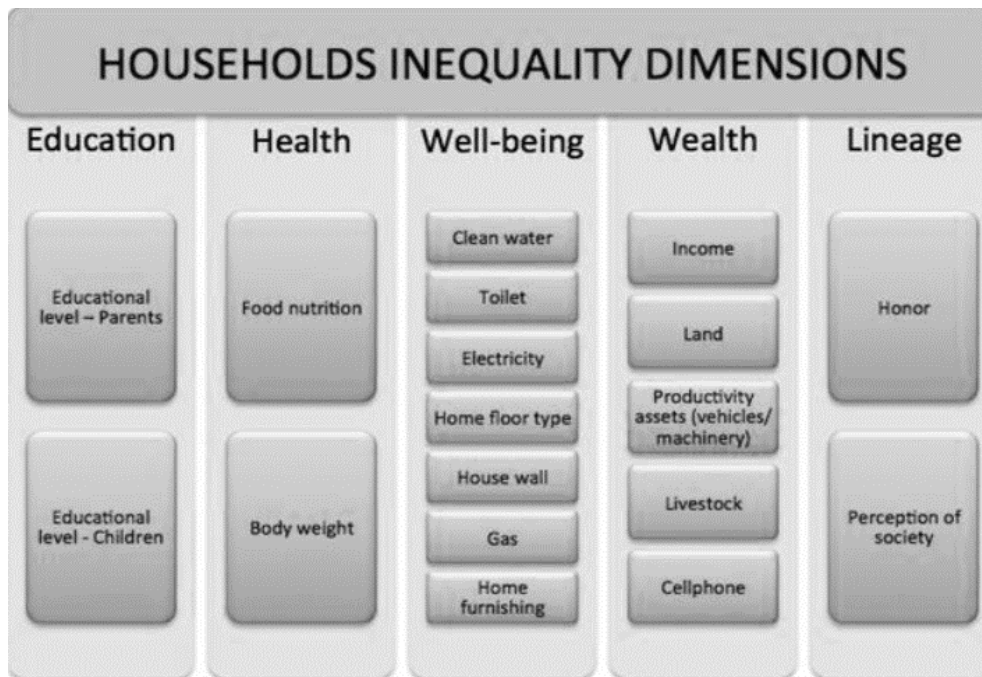 HOUSEHOLDS INEQUALITY DIMENSIONS
Education
Educational
level – Parents
Educational
level - Children
Health
Food nutrition
Body weight
Well-being
Clean water
Toilet
Electricity
Home floor type
House wall
Gas
Home
furnishing
Wealth
Income
Land
Productivity
assets (vehicles/
machinery)
Livestock
Cellphone
Lineage
Honor
Perception of
society